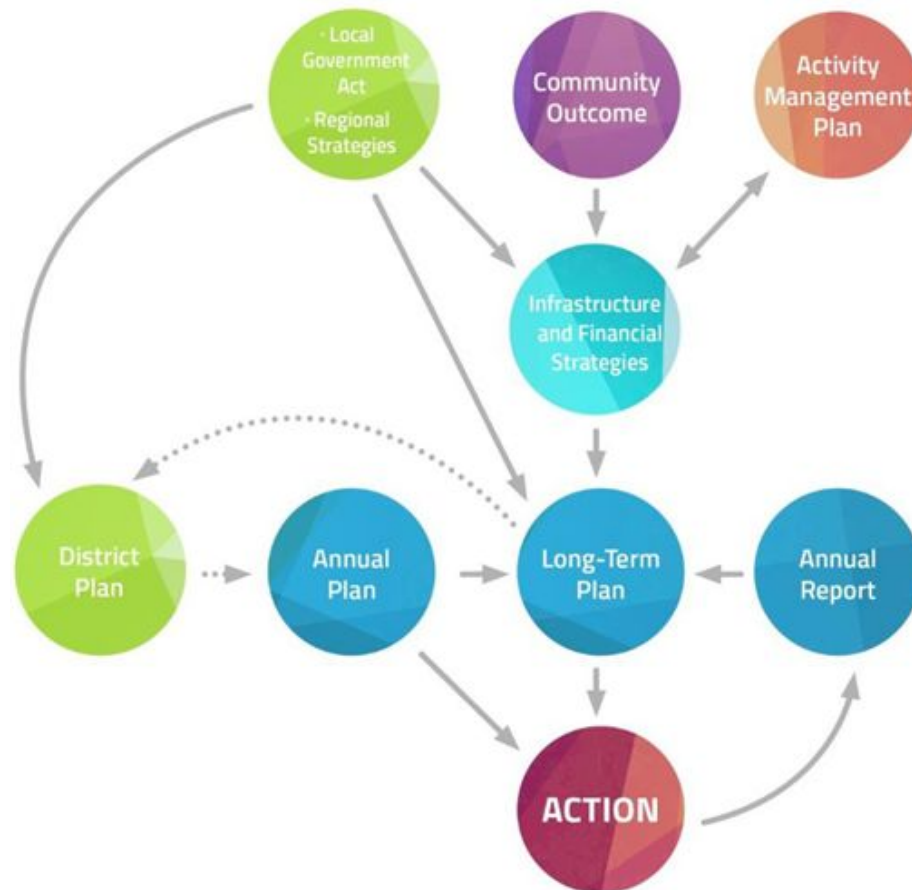 · Local
Government
Act
· Regional
Strategies
Community
Outcome
Activity
Management
Plan
Infrastructure
and Financial
Strategies
District
Plan
Annual
Plan
Long-Term
Plan
Annual
Report
ACTION